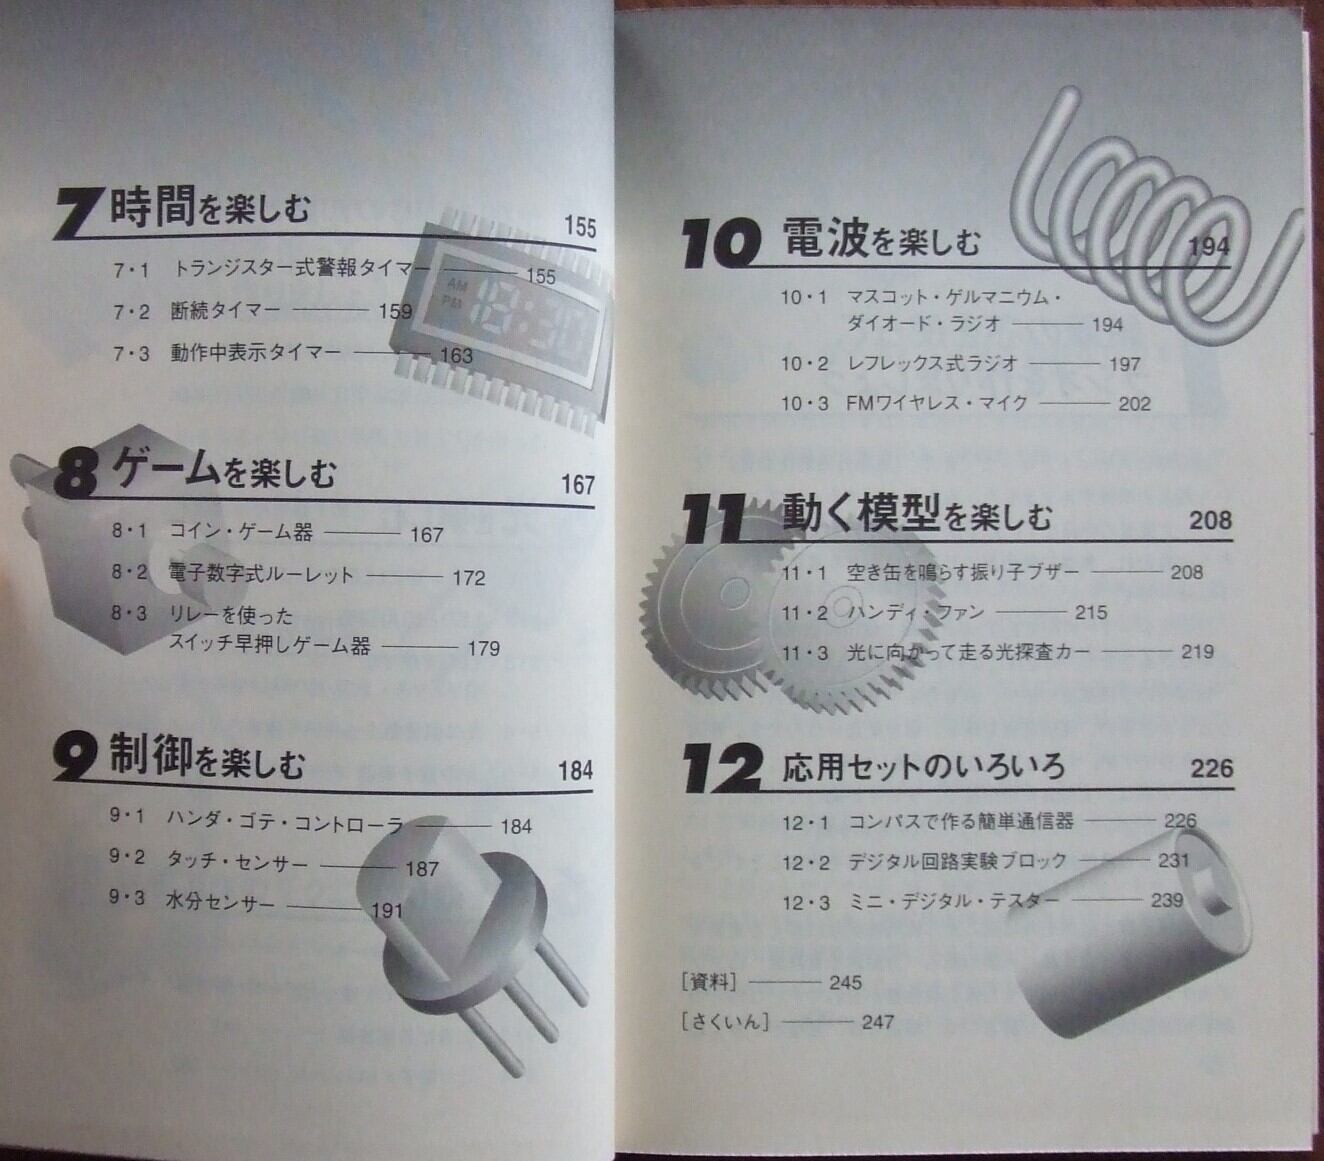 7 時間を楽しむ 155
7・1 トランジスター式警報タイマー 155
7・2 断続タイマー 159
7・3 動作中表示タイマー 163
AM
PM
8 ゲームを楽しむ 167
8・1 コイン・ゲーム器 167
8・2 電子数字式ルーレット 172
8・3 リレーを使った
スイッチ早押しゲーム器 179
9 制御を楽しむ 184
9・1 ハンダ・ゴテ・コントローラ 184
9・2 タッチ・センサー 187
9・3 水分センサー 191
10 電波を楽しむ 194
10・1 マスコット・ゲルマニウム・
ダイオード・ラジオ 194
10・2 レフレックス式ラジオ 197
10・3 FMワイヤレス・マイク 202
11 動く模型を楽しむ 208
11・1 空き缶を鳴らす振り子ブザー 208
11・2 ハンディ・ファン 215
11・3 光に向かって走る光探査カー 219
12 応用セットのいろいろ 226
12・1 コンパスで作る簡単通信器 226
12・2 デジタル回路実験ブロック 231
12・3 ミニ・デジタル・テスター 239
[資料] 245
[さくいん] 247